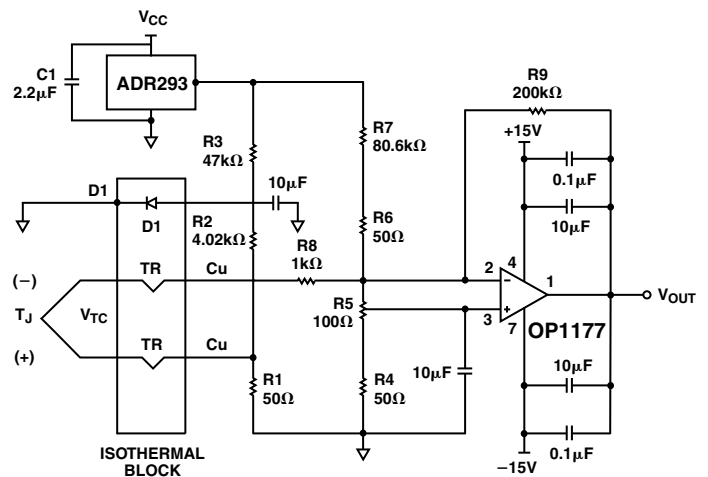 VCC
C1
2.2μF
ADR293
R3
47kΩ
R7
80.6kΩ
R9
200kΩ
+15V
0.1μF
10μF
D1
D1
10μF
R2
4.02kΩ
R6
50Ω
R8
1kΩ
(−)
TR
Cu
TJ
VTC
R5
100Ω
2
−
4
1
+
3
7
OP1177
VOUT
(+)
TR
Cu
R1
50Ω
R4
50Ω
10μF
10μF
0.1μF
−15V
ISOTHERMAL
BLOCK